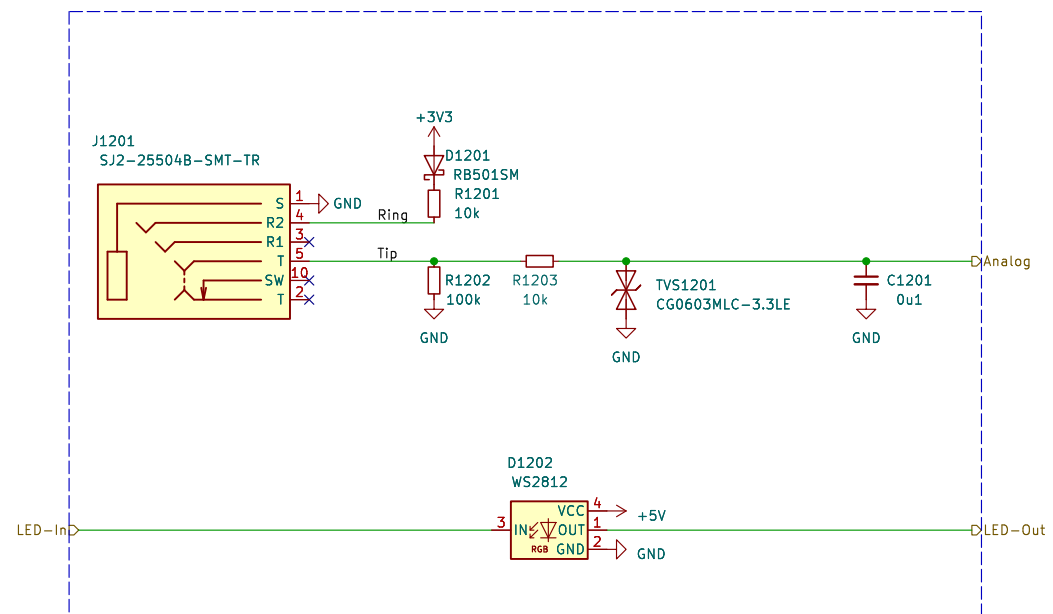 +3V3
J1201
SJ2-25504B-SMT-TR
D1201
RB501SM
R1201
10k
S 1 GND
R2 4 Ring
R1 3
T 5 Tip
SW 10
T 2
R1202
100k
GND
R1203
10k
TVS1201
CG0603MLC-3.3LE
GND
C1201
0u1
GND
Analog
D1202
WS2812
VCC 4 +5V
LED-In 3 IN OUT 1 LED-Out
RGB GND 2 GND